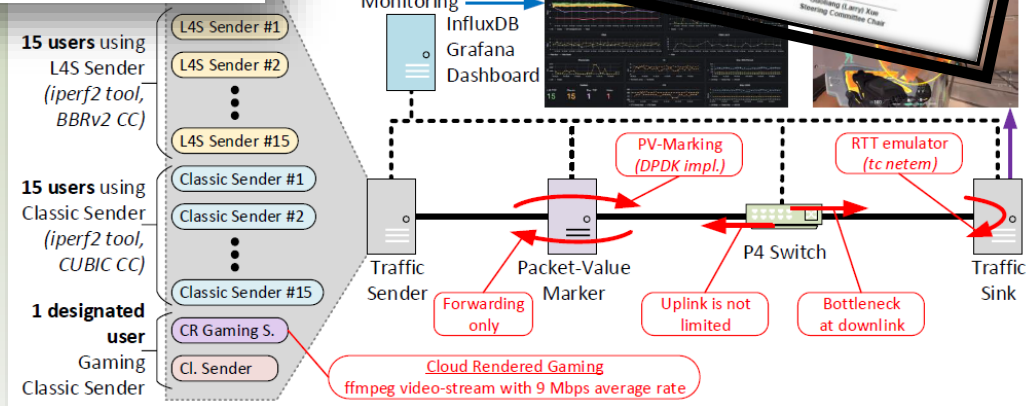 Monitoring
InfluxDB
Grafana
Dashboard
(Larry) Xue
Steering Committee Chair
15 users using
L4S Sender
(iperf2 tool,
BBRv2 CC)
L4S Sender #1
L4S Sender #2
L4S Sender #15
15 users using
Classic Sender
(iperf2 tool,
CUBIC CC)
Classic Sender #1
Classic Sender #2
Classic Sender #15
1 designated
user
Gaming
Classic Sender
CR Gaming S.
Cl. Sender
Traffic
Sender
Packet-Value
Marker
PV-Marking
(DPDK impl.)
Forwarding
only
P4 Switch
Uplink is not
limited
Bottleneck
at downlink
RTT emulator
(tc netem)
Traffic
Sink
Cloud Rendered Gaming
ffmpeg video-stream with 9 Mbps average rate